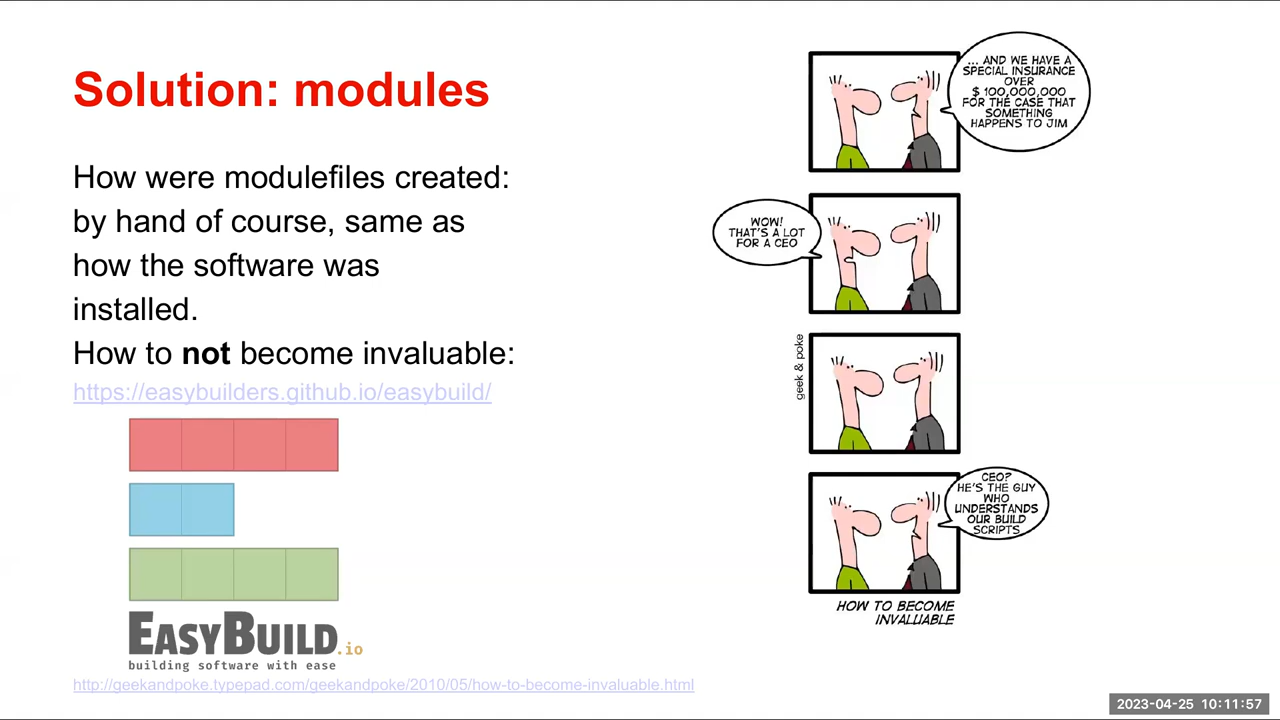 Solution: modules
How were modulefiles created:
by hand of course, same as
how the software was
installed.
How to not become invaluable:
https://easybuilders.github.io/easybuild/
EASYBUILD.io
building software with ease
http://geekandpoke.typepad.com/geekandpoke/2010/05/how-to-become-invaluable.html
... AND WE HAVE A
SPECIAL INSURANCE
OVER
$ 100,000,000
FOR THE CASE THAT
SOMETHING
HAPPENS TO JIM
WOW!
THAT'S A LOT
FOR A CEO
geek & poke
CEO?
HE'S THE GUY
WHO
UNDERSTANDS
OUR BUILD
SCRIPTS
HOW TO BECOME
INVALUABLE
2023-04-25 10:11:57